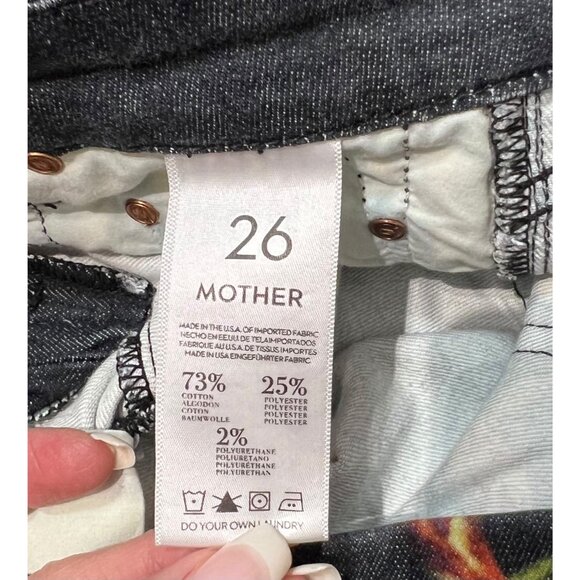 26
MOTHER
MADE IN THE U.S.A. OF IMPORTED FABRIC
HECHO EN EE.UU. DE TELA IMPORTADOS
FABRIQUE AU U.S.A. DE TISSUS IMPORTES
MADE IN USA EINGEFÜHRTER FABRIC
73% 25%
COTTON POLYESTER
ALGODON POLYESTER
COTON POLYESTER
BAUMWOLLE POLYESTER
2%
POLYURETHANE
POLIURETANO
POLYURÉTHANE
POLYURETHAN
DO YOUR OWN LAUNDRY